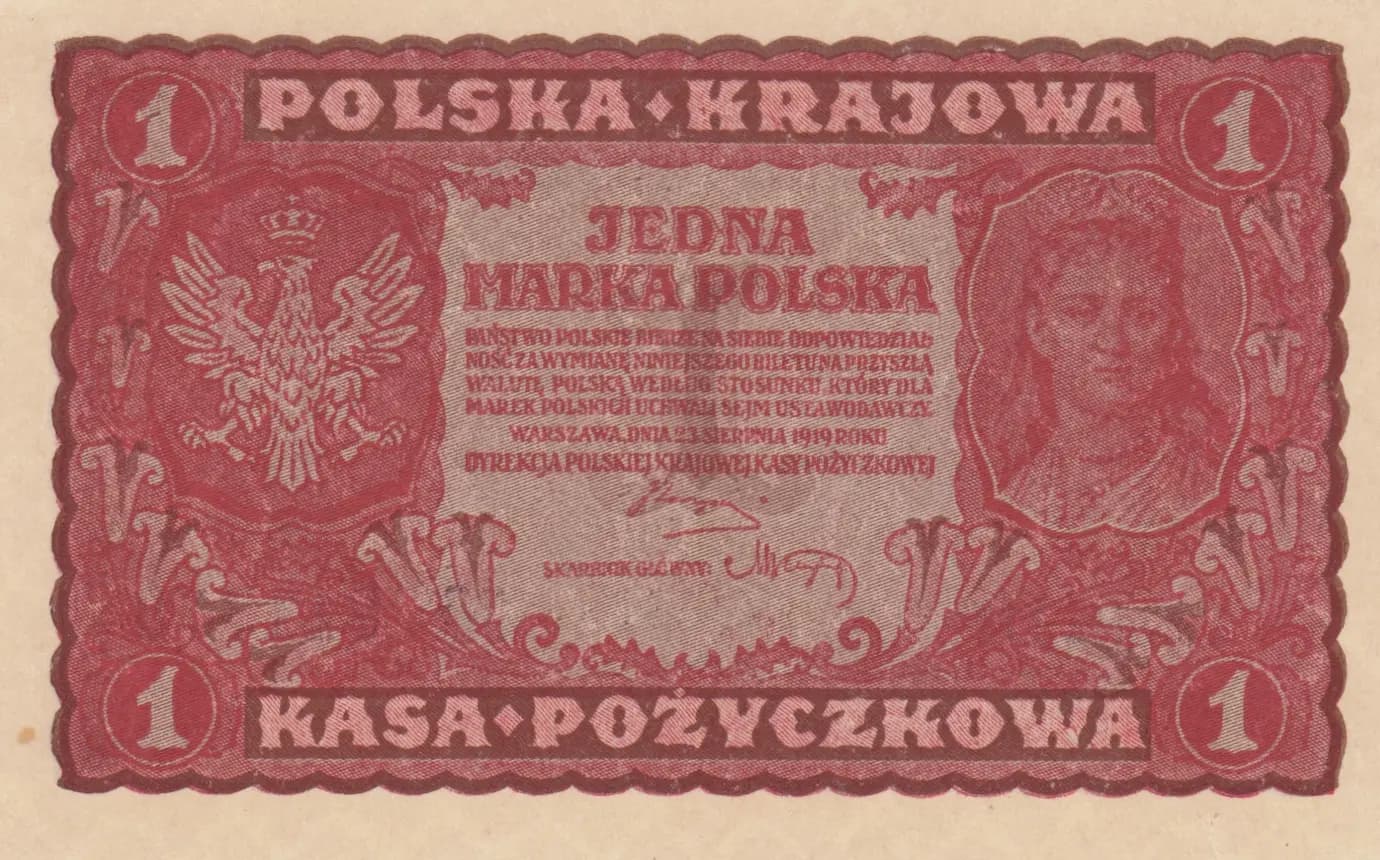 1 POLSKA • KRAJOWA 1
JEDNA
MARKA POLSKA
PAŃSTWO POLSKIE BIERZE NA SIEBIE ODPOWIEDZIAL-
NOŚĆ ZA WYMIANĘ NINIEJSZEGO BILETU NA PRZYSZŁĄ
WALUTĘ POLSKĄ WEDŁUG STOSUNKU KTÓRY DLA
MAREK POLSKICH UCHWALI SEJM USTAWODAWCZY.
WARSZAWA, DNIA 23 SIERPNIA 1919 ROKU
DYREKCJA POLSKIEJ KRAJOWEJ KASY POŻYCZKOWEJ
SKARBNIK GŁÓWNY:
1 KASA • POŻYCZKOWA 1